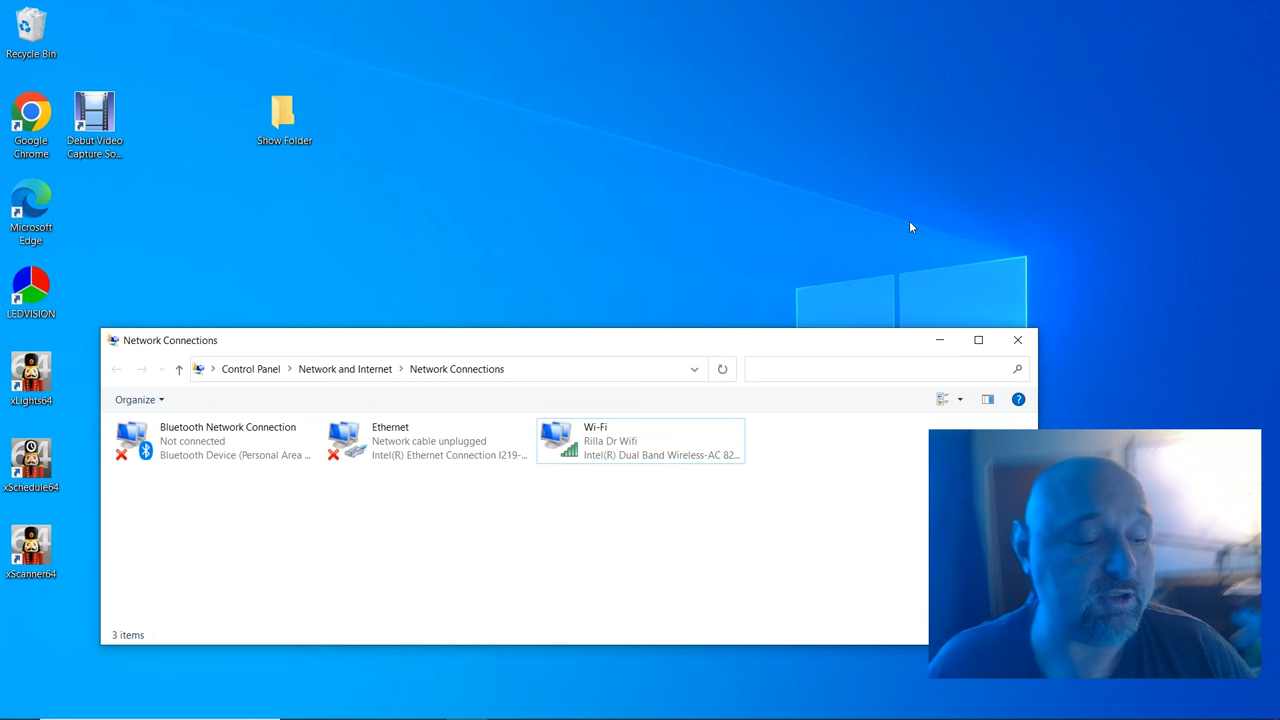 Recycle Bin
Google
Chrome
Debut Video
Capture So...
Show Folder
Microsoft
Edge
LEDVISION
xLights64
xSchedule64
xScanner64
Network Connections
Control Panel
Network and Internet
Network Connections
Organize
Bluetooth Network Connection
Not connected
Bluetooth Device (Personal Area ...
Ethernet
Network cable unplugged
Intel(R) Ethernet Connection I219-...
Wi-Fi
Rilla Dr Wifi
Intel(R) Dual Band Wireless-AC 82...
3 items